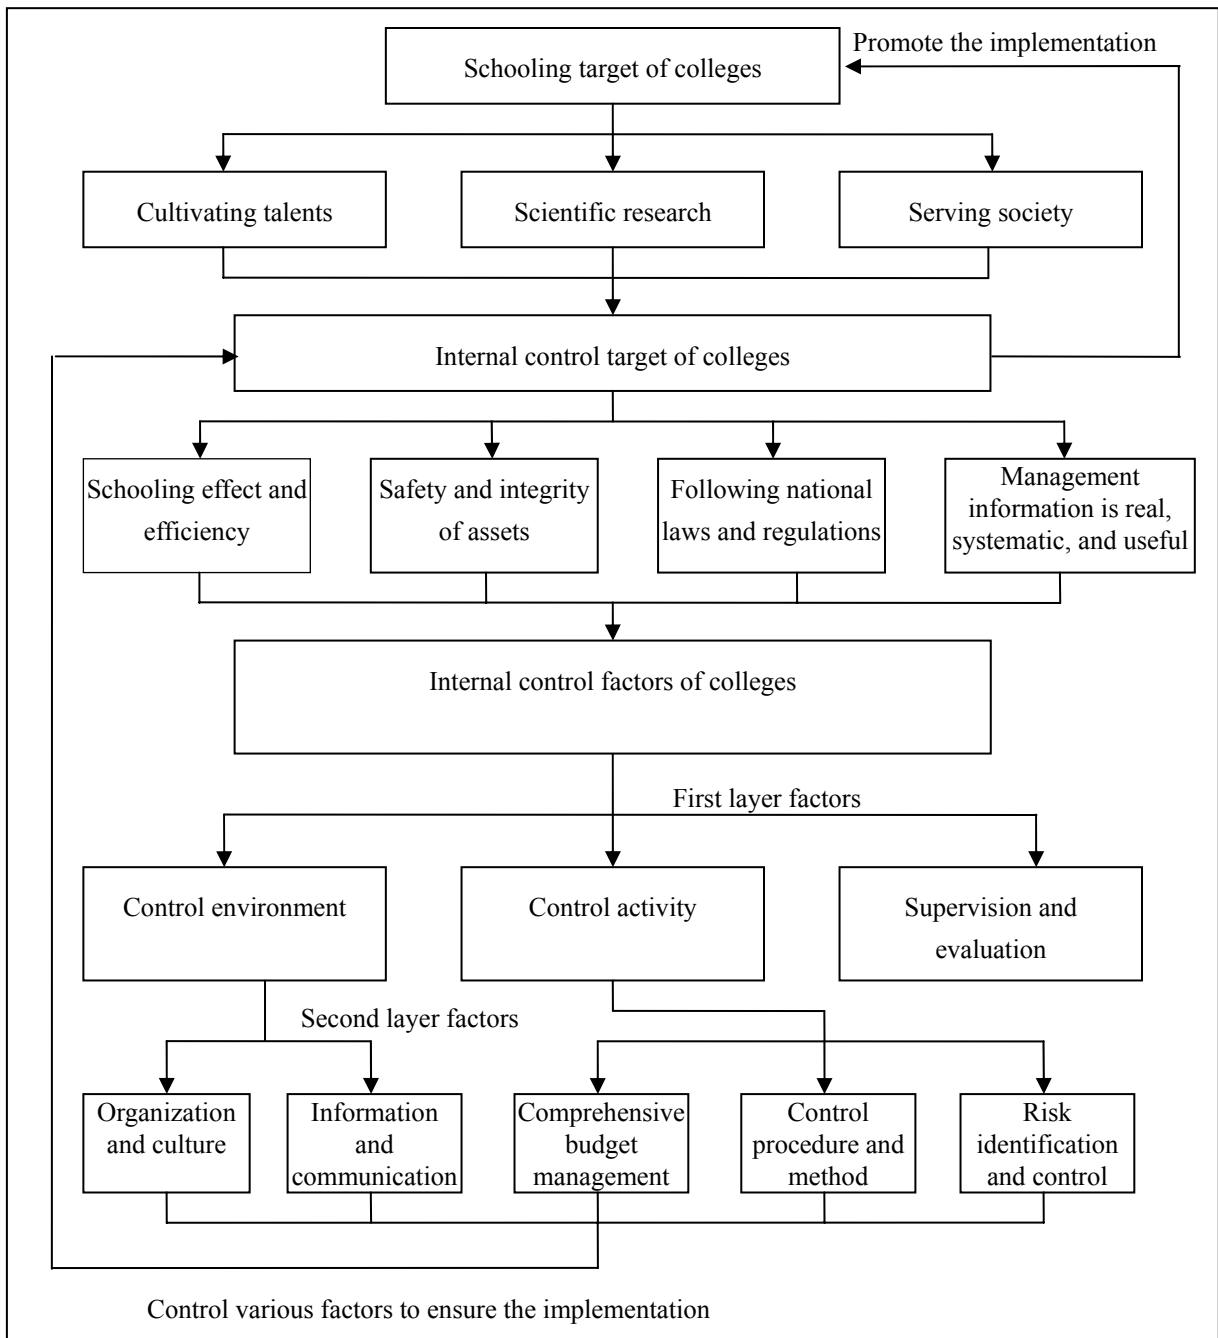 Promote the implementation
Schooling target of colleges
Cultivating talents
Scientific research
Serving society
Internal control target of colleges
Schooling effect and
efficiency
Safety and integrity
of assets
Following national
laws and regulations
Management
information is real,
systematic, and useful
Internal control factors of colleges
First layer factors
Control environment
Control activity
Supervision and
evaluation
Second layer factors
Organization
and culture
Information
and
communication
Comprehensive
budget
management
Control
procedure and
method
Risk
identification
and control
Control various factors to ensure the implementation